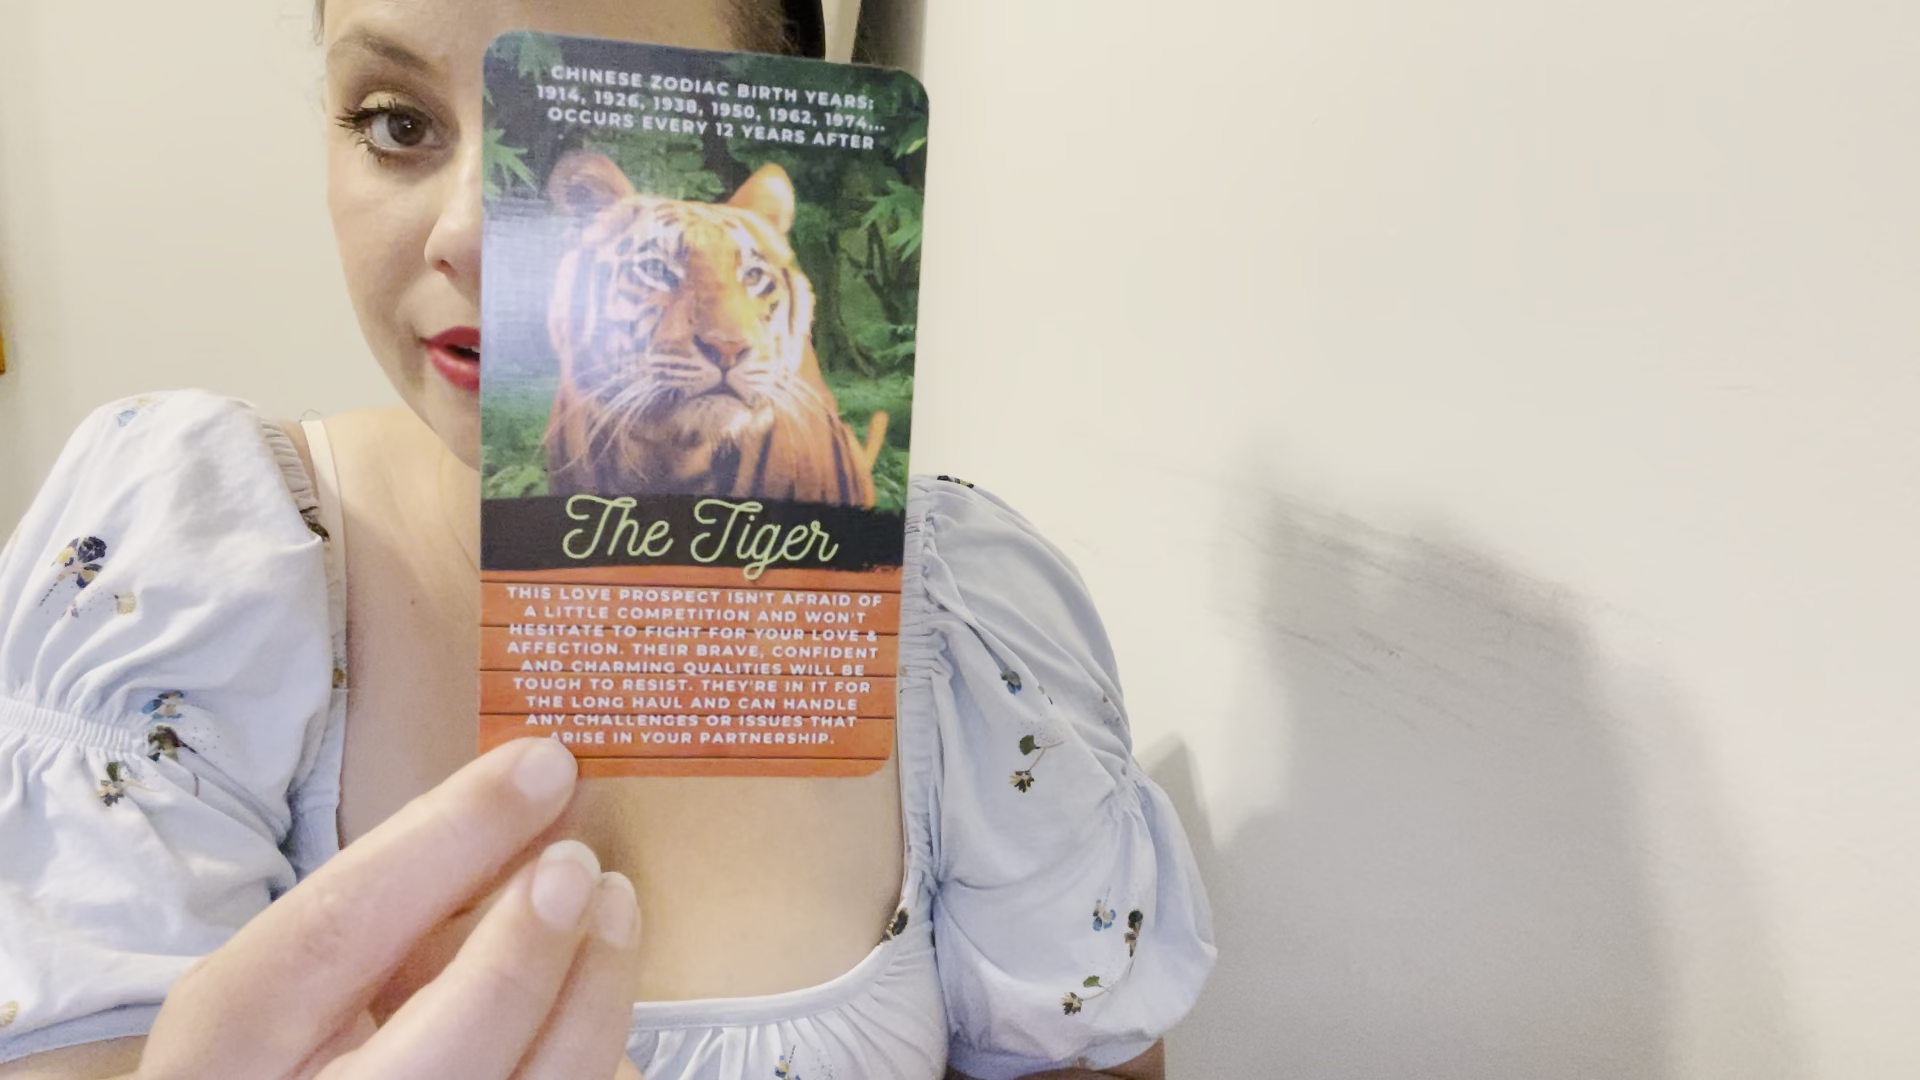 CHINESE ZODIAC BIRTH YEARS:
1914, 1926, 1938, 1950, 1962, 1974...
OCCURS EVERY 12 YEARS AFTER
The Tiger
THIS LOVE PROSPECT ISN'T AFRAID OF
A LITTLE COMPETITION AND WON'T
HESITATE TO FIGHT FOR YOUR LOVE &
AFFECTION. THEIR BRAVE, CONFIDENT
AND CHARMING QUALITIES WILL BE
TOUGH TO RESIST. THEY'RE IN IT FOR
THE LONG HAUL AND CAN HANDLE
ANY CHALLENGES OR ISSUES THAT
ARISE IN YOUR PARTNERSHIP.